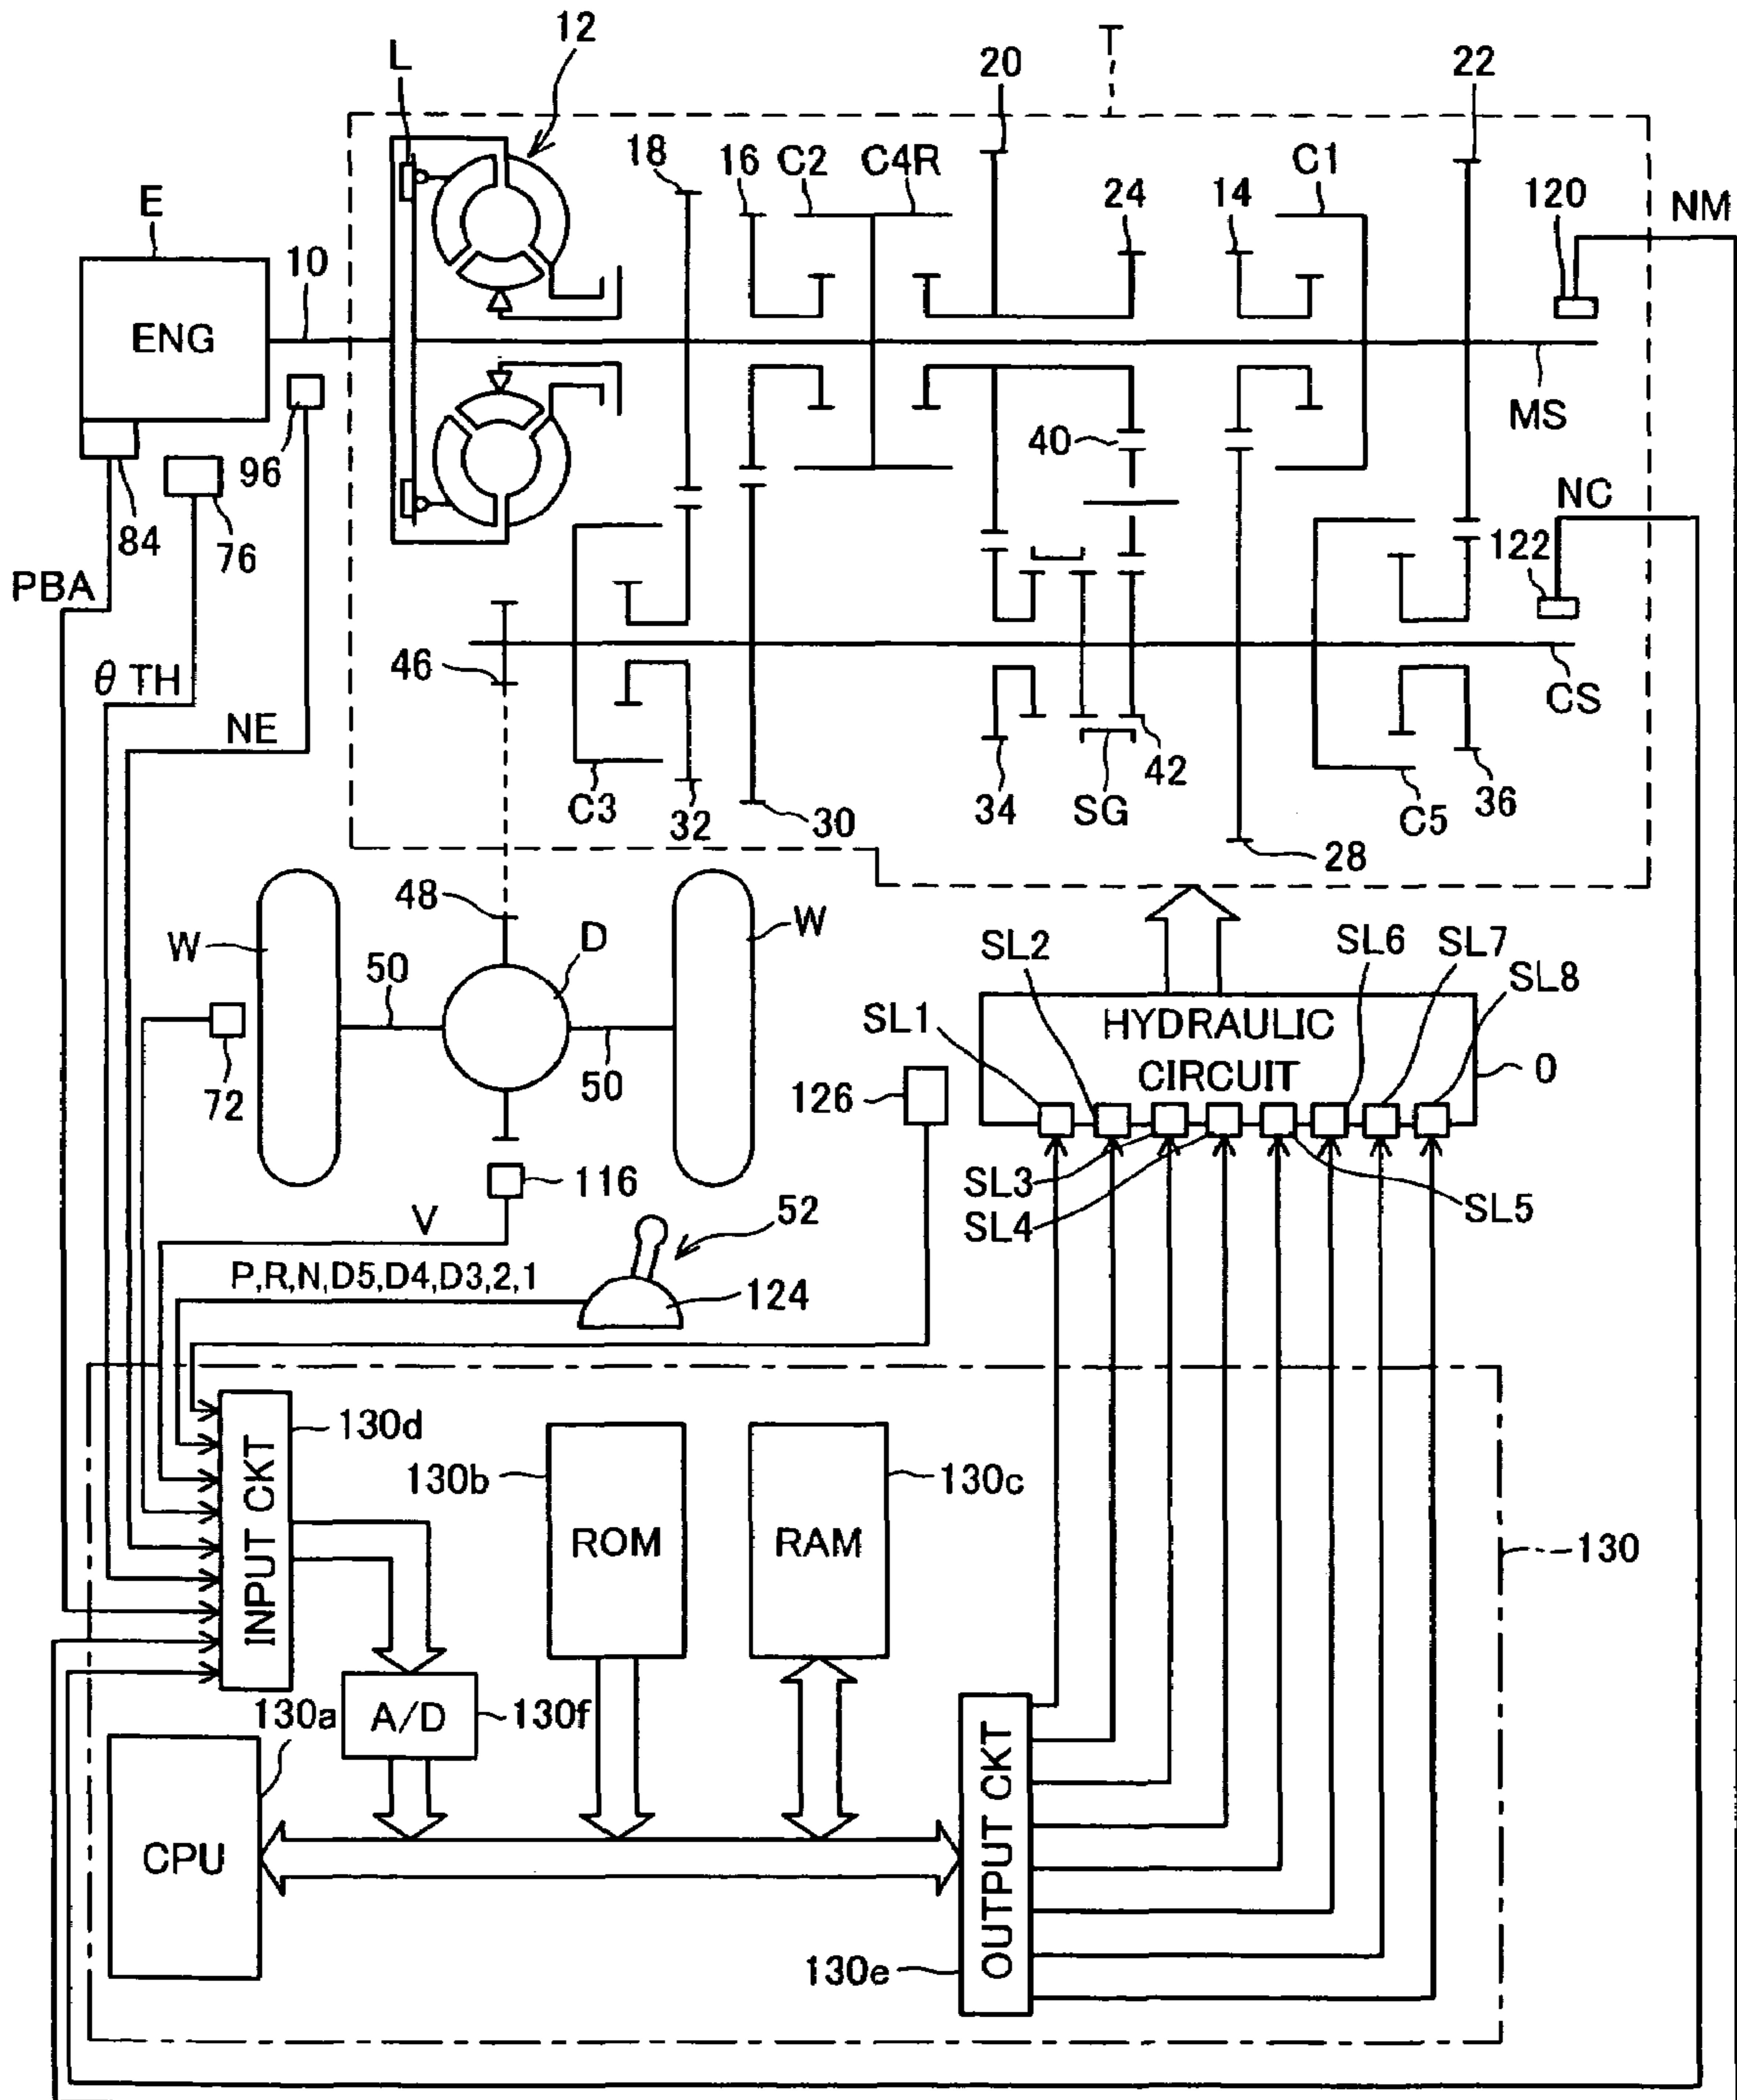 12
T
L
20
22
18
16
C2
C4R
24
14
C1
120
NM
E
10
ENG
MS
96
40
NC
84
76
122
PBA
46
θ TH
CS
NE
C3
32
30
34
SG
42
28
C5
36
48
W
D
W
50
50
72
SL2
SL6
SL7
SL8
SL1
HYDRAULIC
CIRCUIT
O
126
116
SL3
SL4
SL5
V
52
P,R,N,D5,D4,D3,2,1
124
130d
INPUT CKT
130b
ROM
130c
RAM
130
130a
A/D
130f
CPU
OUTPUT CKT
130e